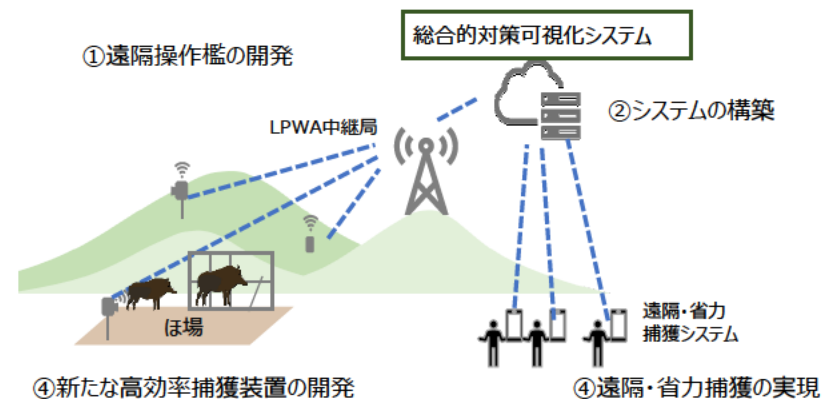 総合的対策可視化システム
①遠隔操作檻の開発
②システムの構築
LPWA中継局
ほ場
遠隔・省力
捕獲システム
④新たな高効率捕獲装置の開発
④遠隔・省力捕獲の実現